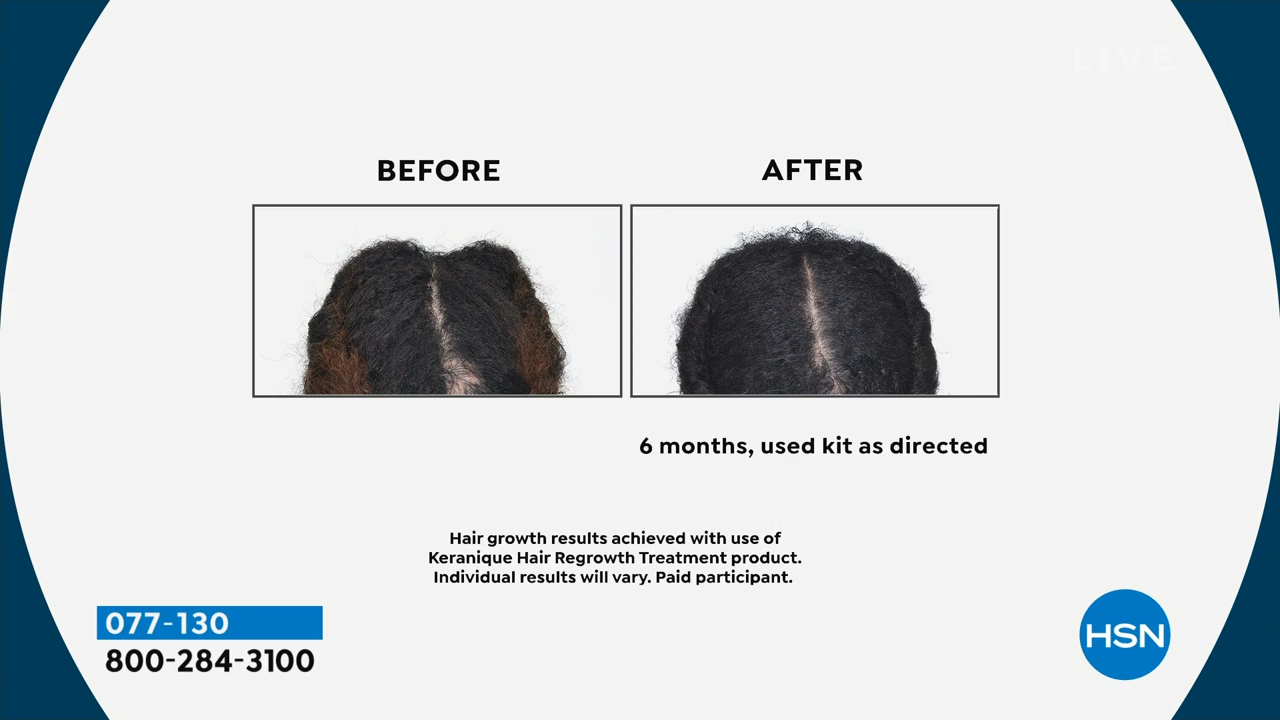 LIVE
BEFORE
AFTER
6 months, used kit as directed
Hair growth results achieved with use of
Keranique Hair Regrowth Treatment product.
Individual results will vary. Paid participant.
077-130
800-284-3100
HSN